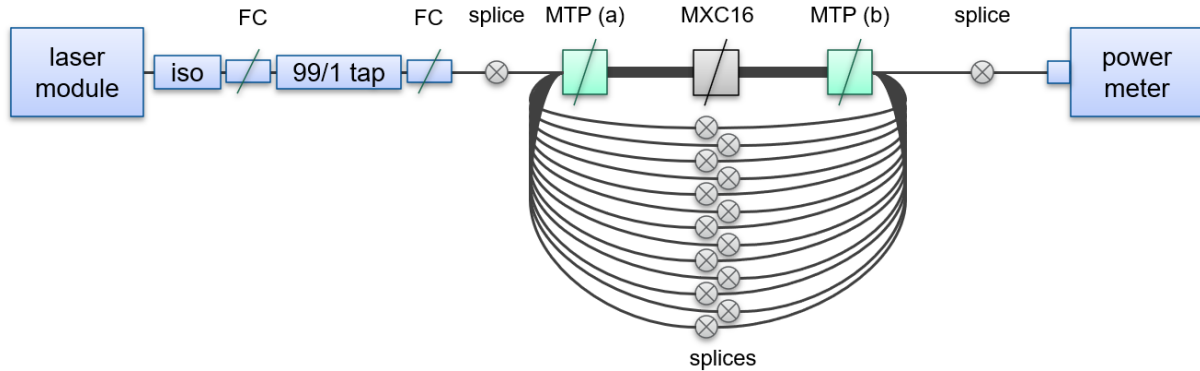 FC
FC
splice
MTP (a)
MXC16
MTP (b)
splice
laser
module
iso
99/1 tap
power
meter
splices